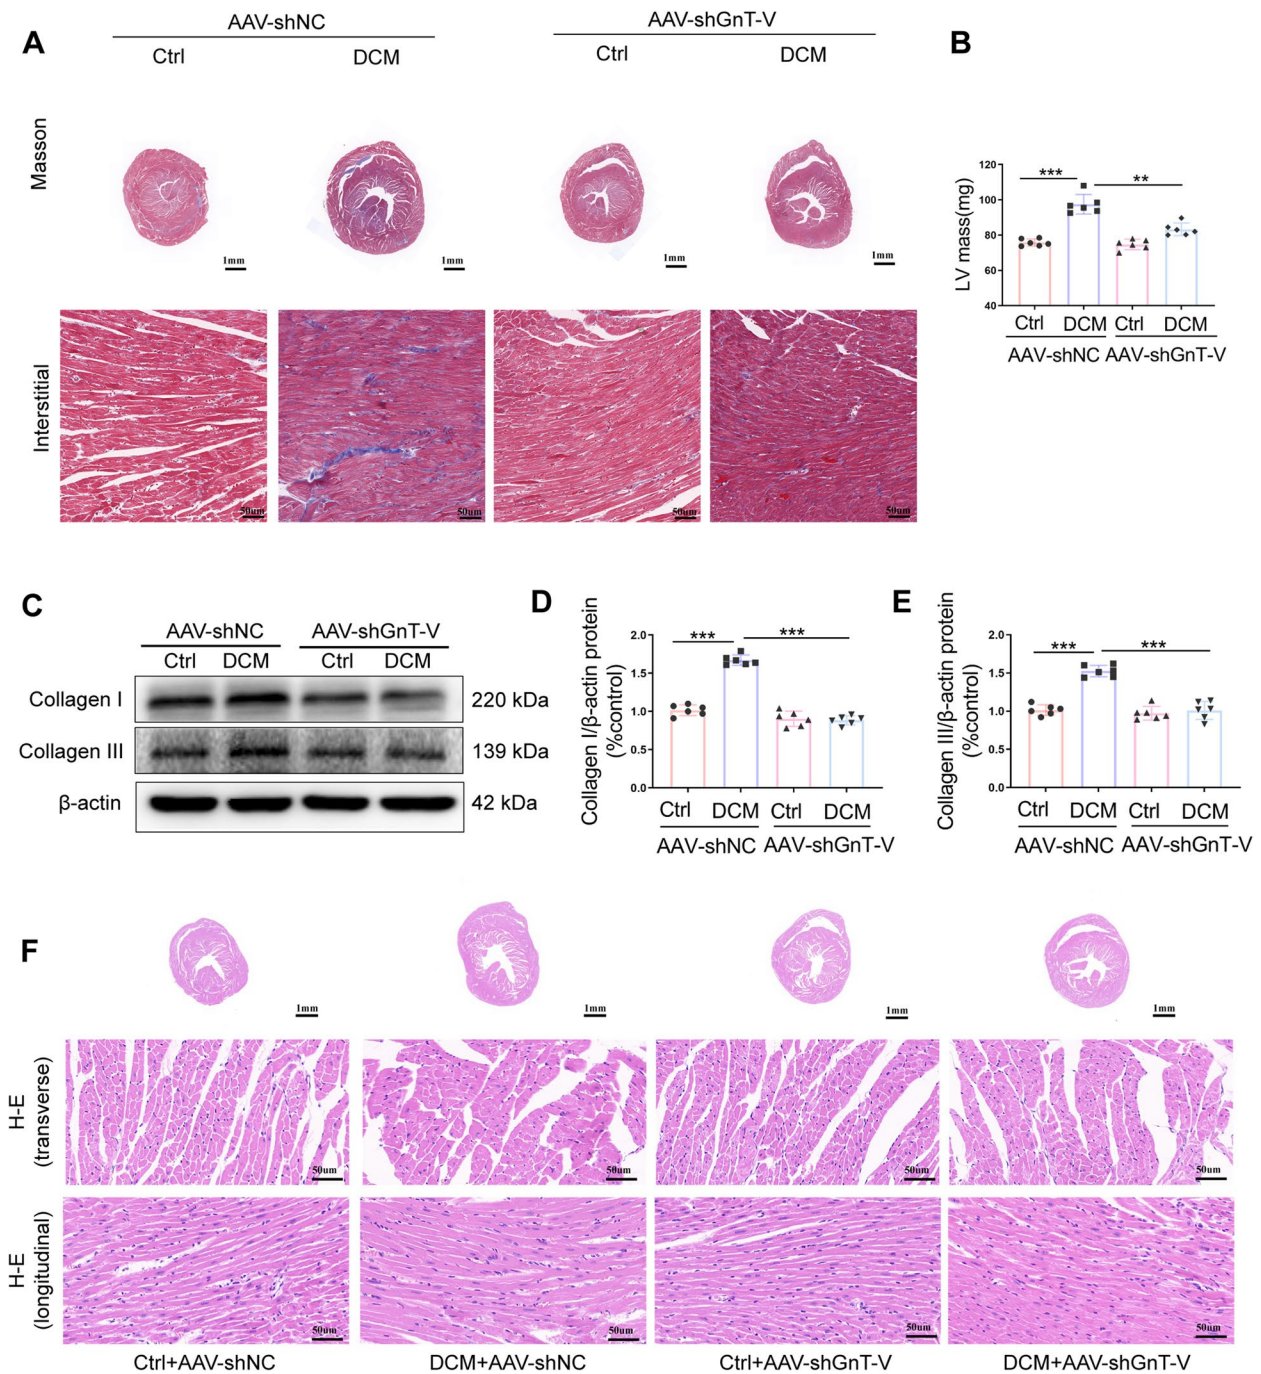 A
AAV-shNC
AAV-shGnT-V
Ctrl
DCM
Ctrl
DCM
Masson
1mm
1mm
1mm
1mm
Interstitial
50um
50um
50um
50um
B
LV mass(mg)
120
100
80
60
40
***
**
Ctrl
DCM
Ctrl
DCM
AAV-shNC
AAV-shGnT-V
C
AAV-shNC
AAV-shGnT-V
Ctrl
DCM
Ctrl
DCM
Collagen I
220 kDa
Collagen III
139 kDa
β-actin
42 kDa
D
Collagen I/β-actin protein
(%control)
2.0
1.5
1.0
0.5
0.0
***
***
Ctrl
DCM
Ctrl
DCM
AAV-shNC
AAV-shGnT-V
E
Collagen III/β-actin protein
(%control)
2.0
1.5
1.0
0.5
0.0
***
***
Ctrl
DCM
Ctrl
DCM
AAV-shNC
AAV-shGnT-V
F
1mm
1mm
1mm
1mm
H-E
(transverse)
50um
50um
50um
50um
H-E
(longitudinal)
50um
50um
50um
50um
Ctrl+AAV-shNC
DCM+AAV-shNC
Ctrl+AAV-shGnT-V
DCM+AAV-shGnT-V